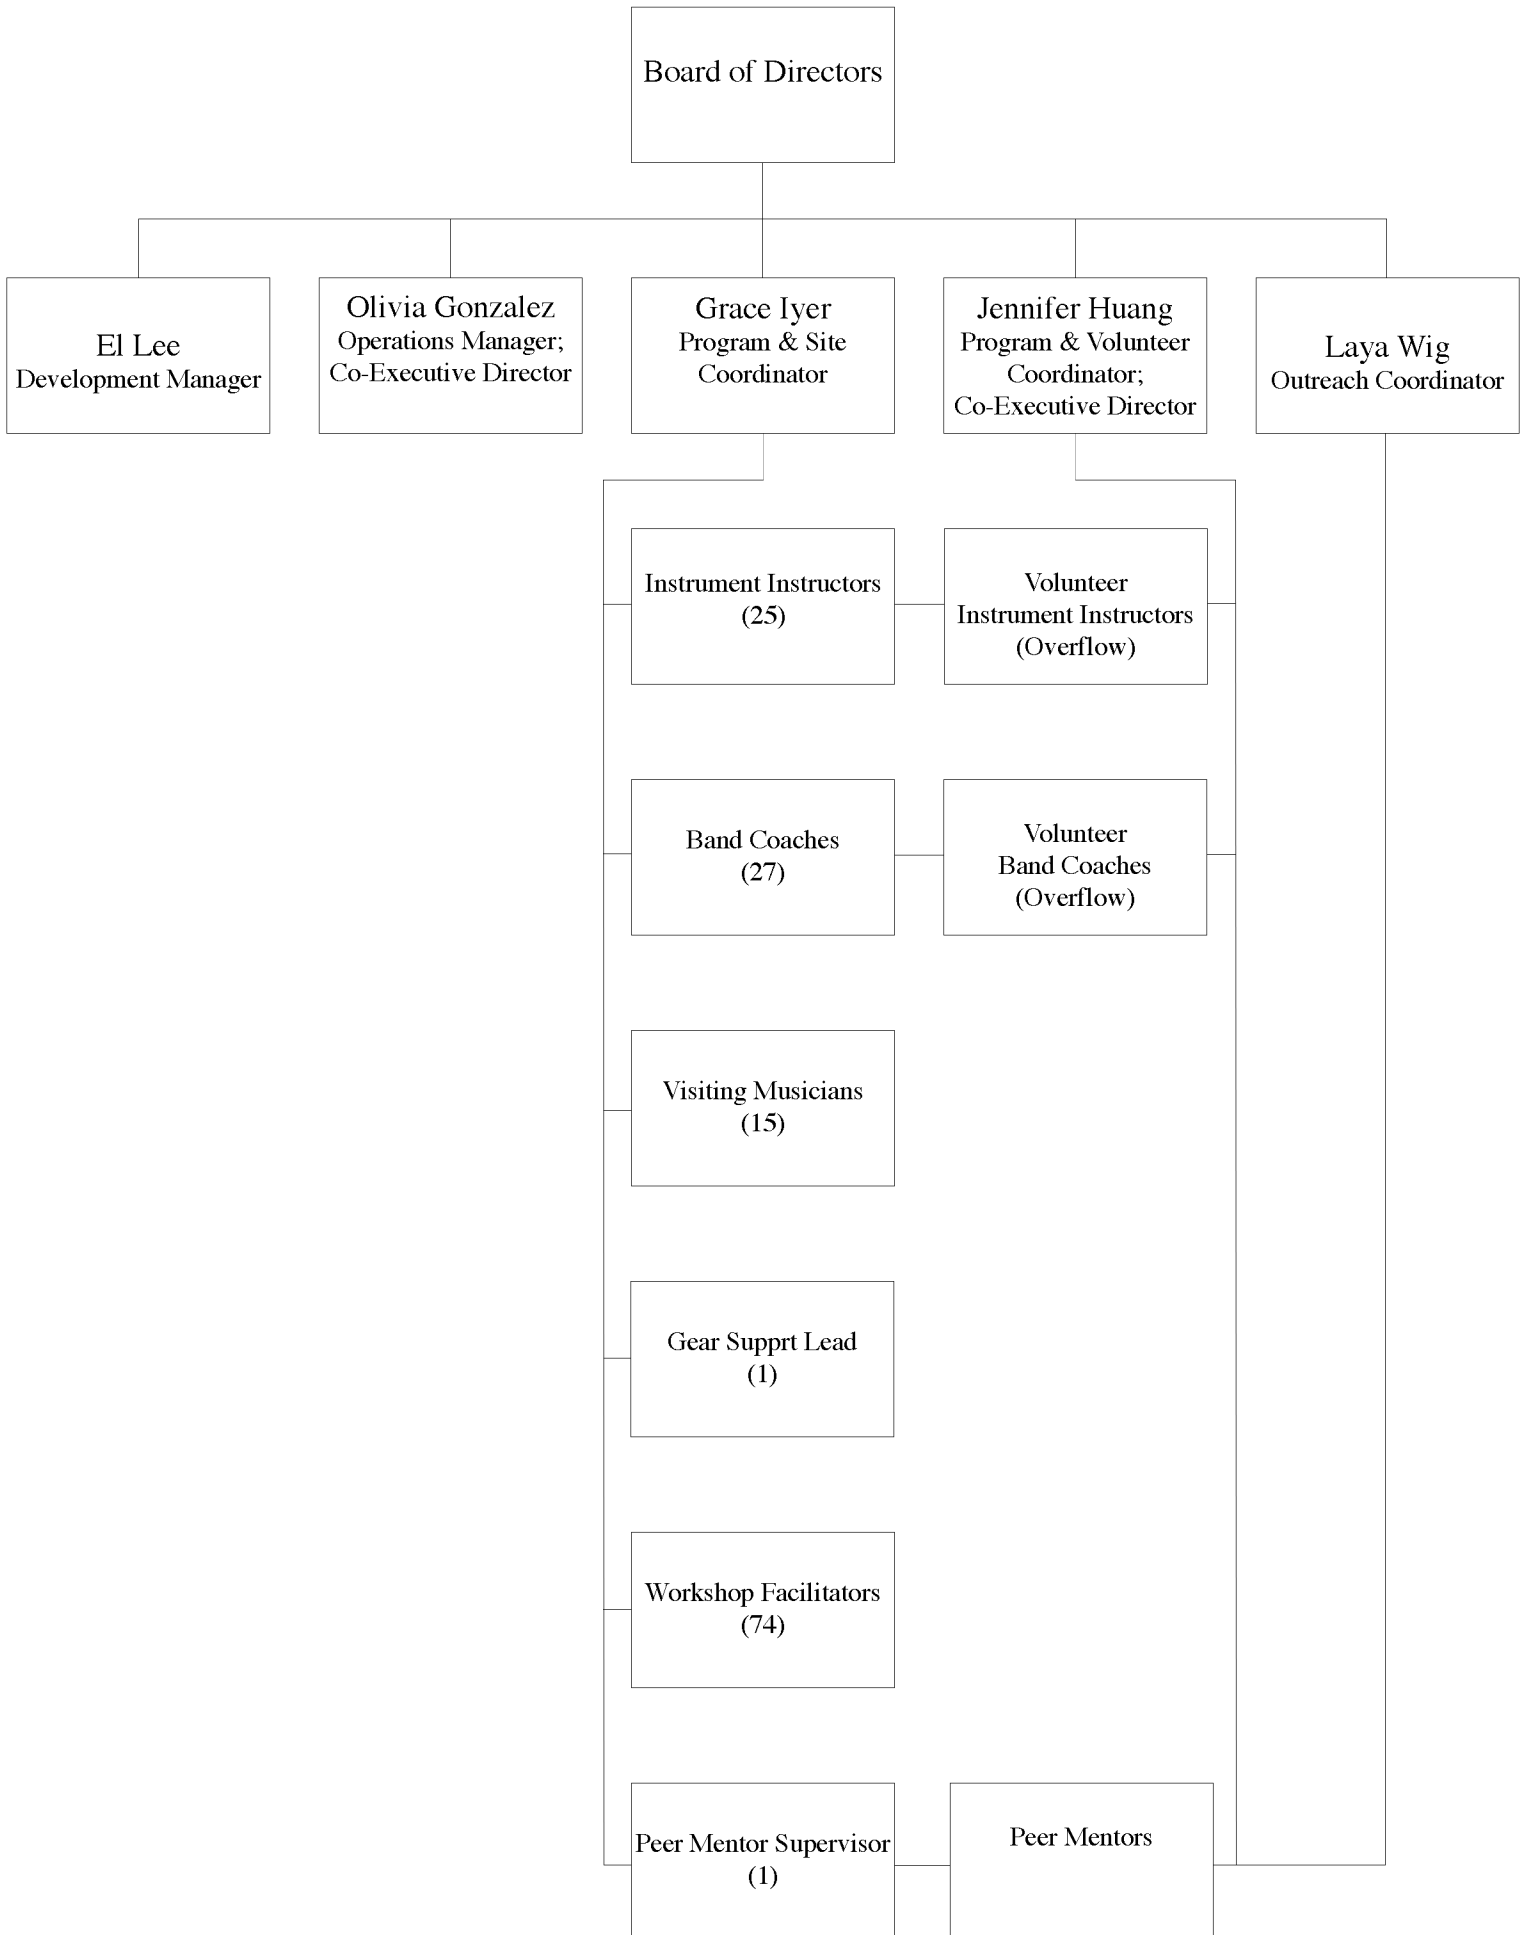 Board of Directors
El Lee
Development Manager
Olivia Gonzalez
Operations Manager;
Co-Executive Director
Grace Iyer
Program & Site
Coordinator
Jennifer Huang
Program & Volunteer
Coordinator;
Co-Executive Director
Laya Wig
Outreach Coordinator
Instrument Instructors
(25)
Volunteer
Instrument Instructors
(Overflow)
Band Coaches
(27)
Volunteer
Band Coaches
(Overflow)
Visiting Musicians
(15)
Gear Supprt Lead
(1)
Workshop Facilitators
(74)
Peer Mentor Supervisor
(1)
Peer Mentors